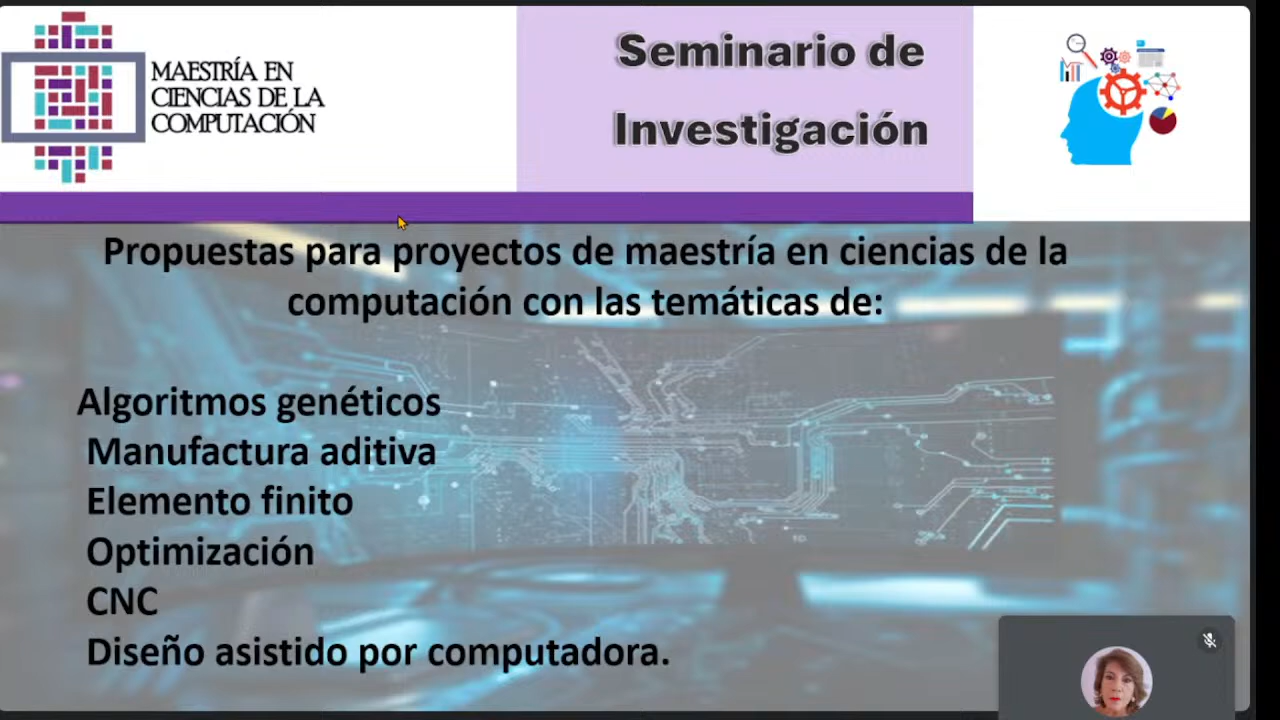 MAESTRÍA EN
CIENCIAS DE LA
COMPUTACIÓN
Seminario de
Investigación
Propuestas para proyectos de maestría en ciencias de la
computación con las temáticas de:
Algoritmos genéticos
Manufactura aditiva
Elemento finito
Optimización
CNC
Diseño asistido por computadora.